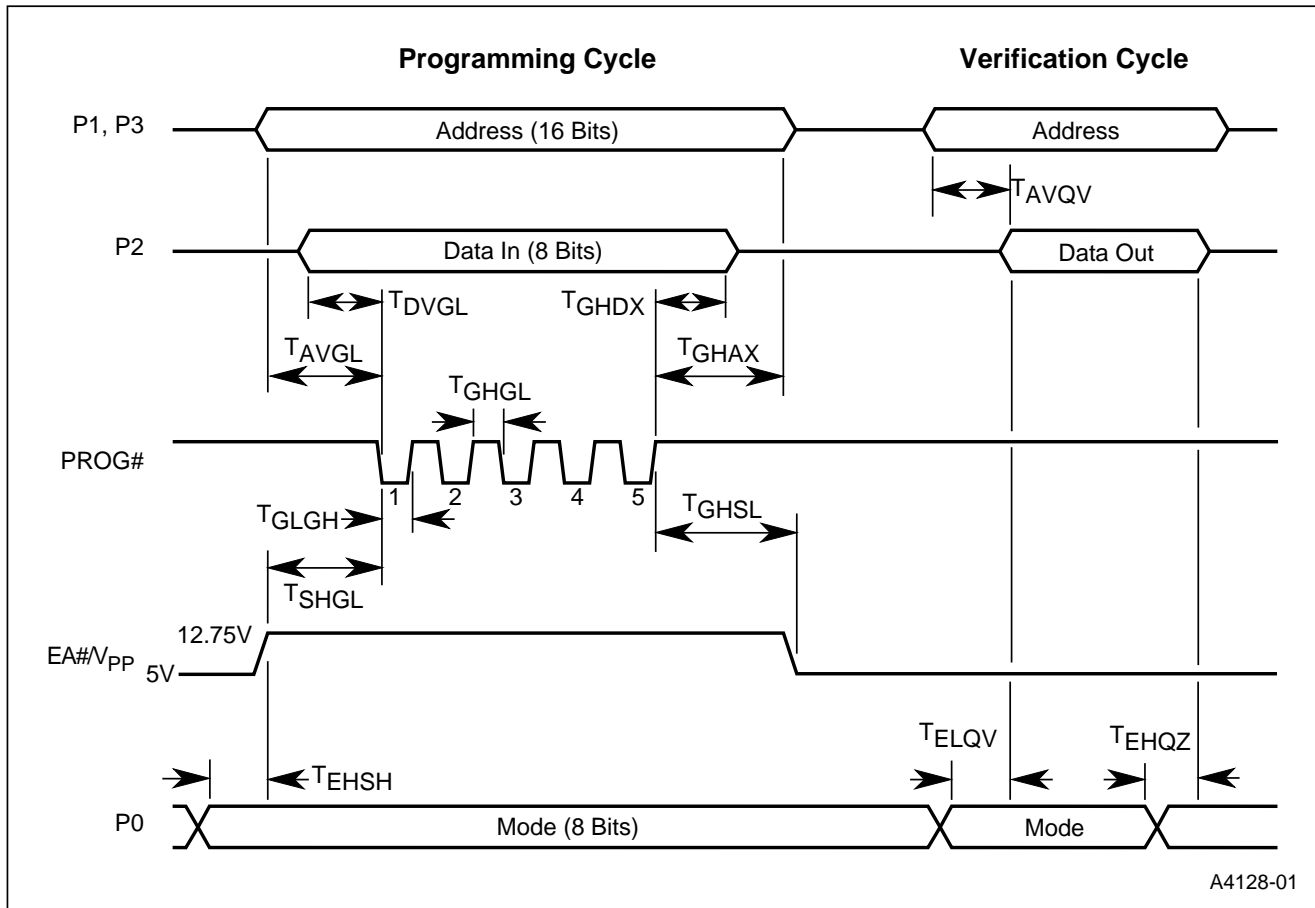 Programming Cycle
Verification Cycle
P1, P3
Address (16 Bits)
Address
TAVQV
P2
Data In (8 Bits)
Data Out
TDVGL
TGHDX
TAVGL
TGHAX
TGHGL
PROG#
1 2 3 4 5
TGLGH
TGHSL
TSHGL
12.75V
EA#/VPP
5V
TELQV
TEHQZ
TEHSH
P0
Mode (8 Bits)
Mode
A4128-01